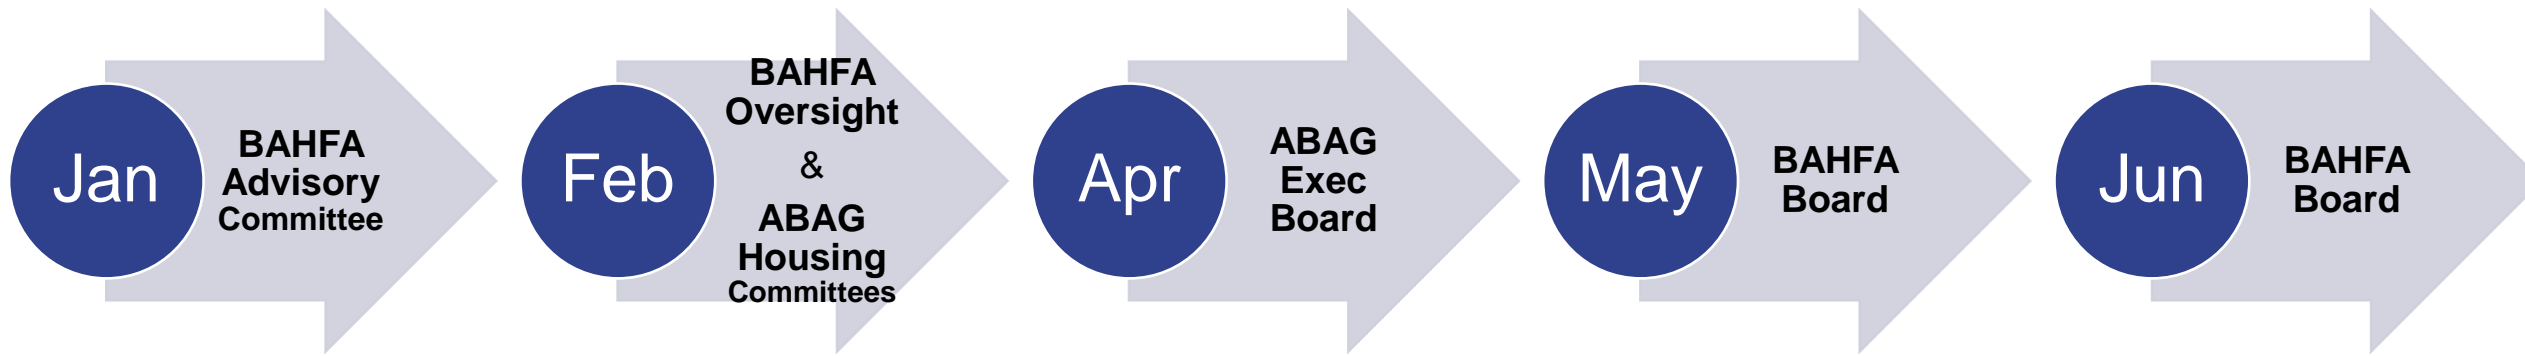 Jan
BAHFA
Advisory
Committee
Feb
BAHFA
Oversight
&
ABAG
Housing
Committees
Apr
ABAG
Exec
Board
May
BAHFA
Board
Jun
BAHFA
Board